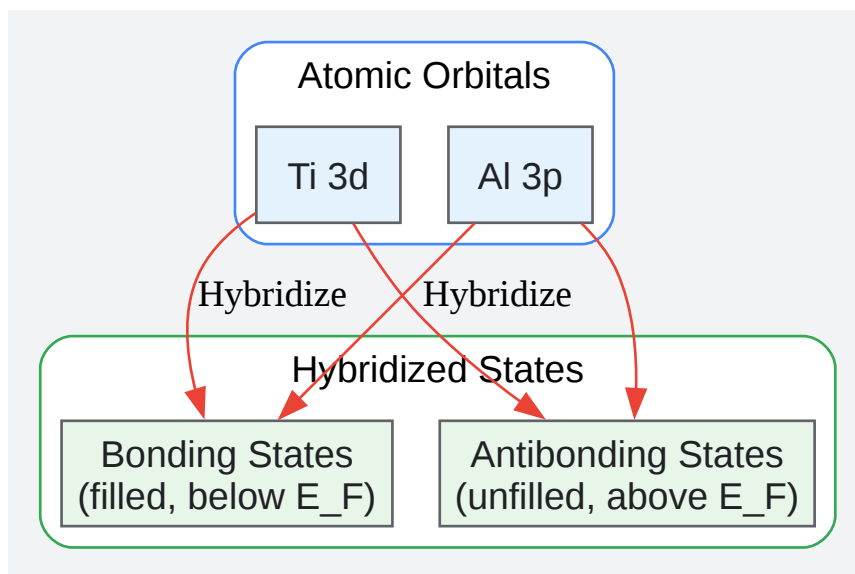 Atomic Orbitals
Ti 3d
Al 3p
Hybridize
Hybridize
Hybridized States
Bonding States
(filled, below E_F)
Antibonding States
(unfilled, above E_F)